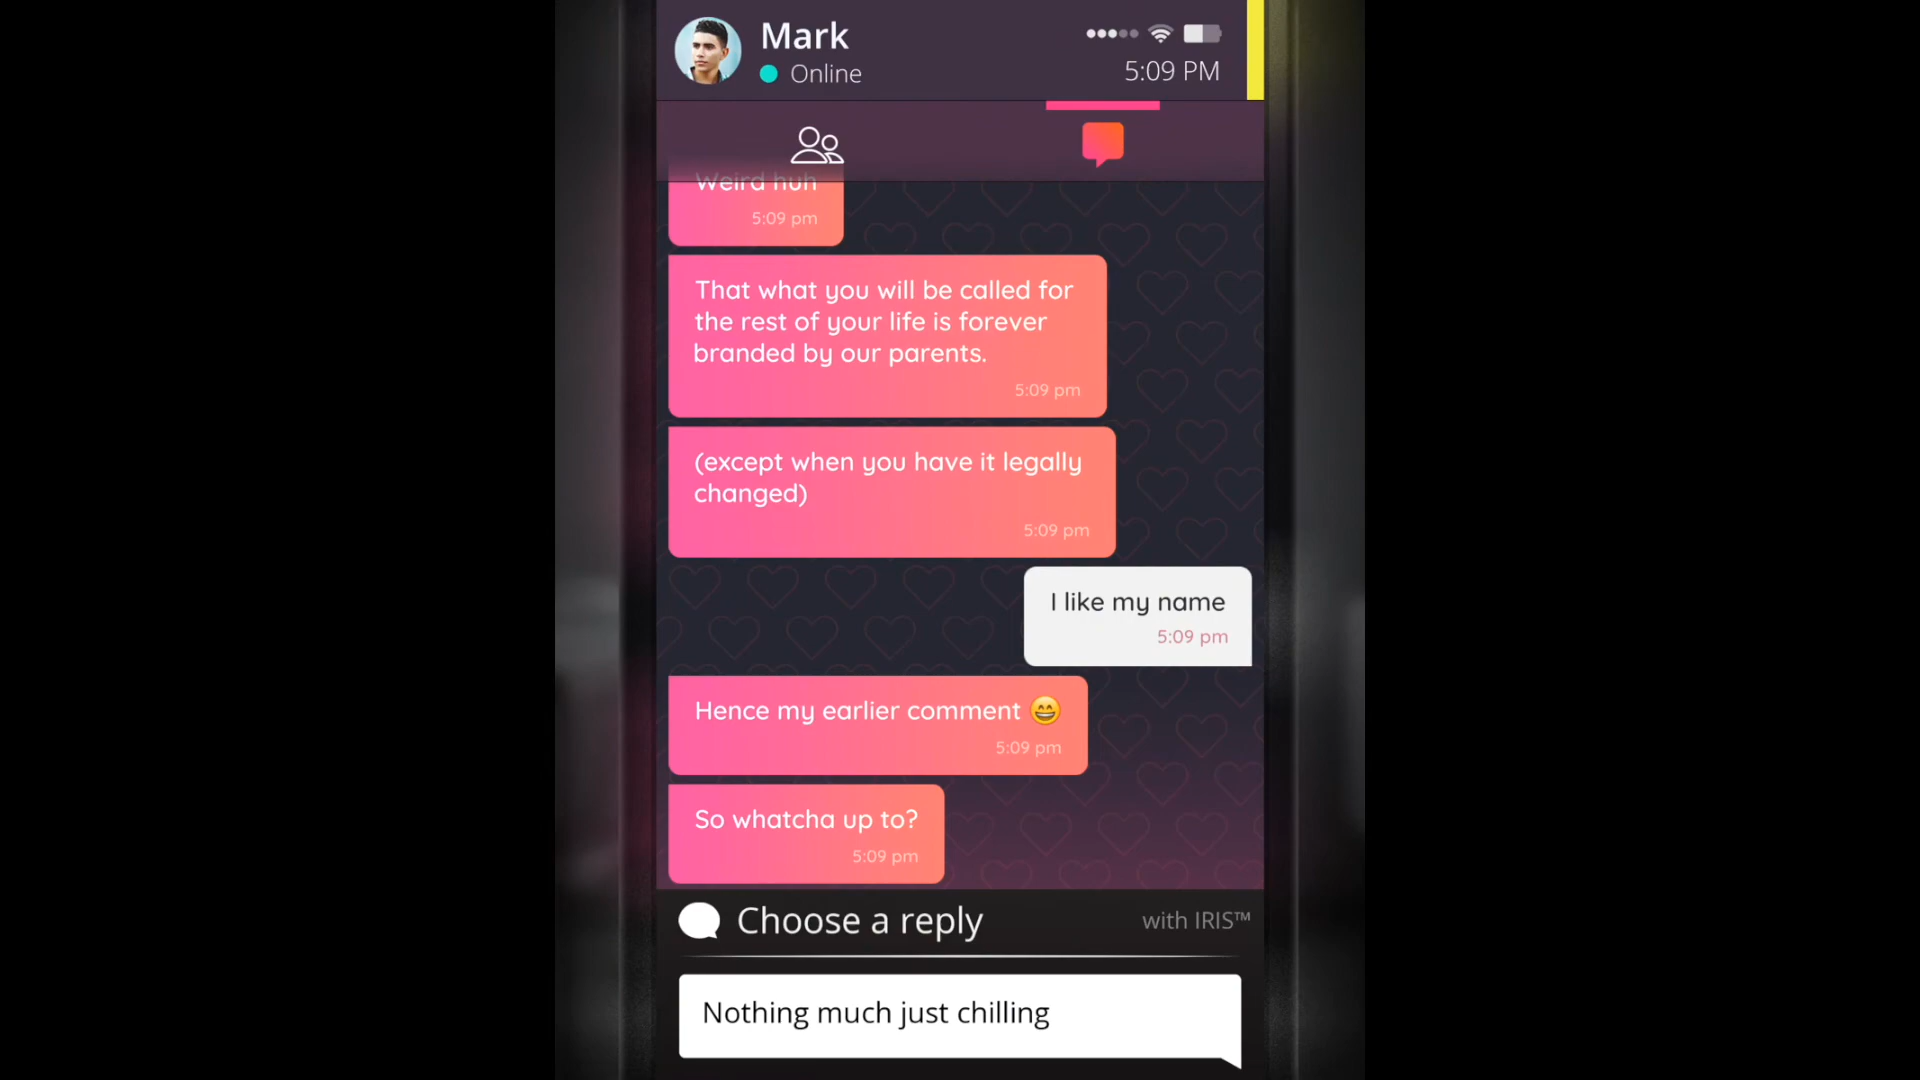 Mark
Online
5:09 PM
Weird huh
5:09 pm
That what you will be called for
the rest of your life is forever
branded by our parents.
5:09 pm
(except when you have it legally
changed)
5:09 pm
I like my name
5:09 pm
Hence my earlier comment 😄
5:09 pm
So whatcha up to?
5:09 pm
Choose a reply
with IRIS™
Nothing much just chilling